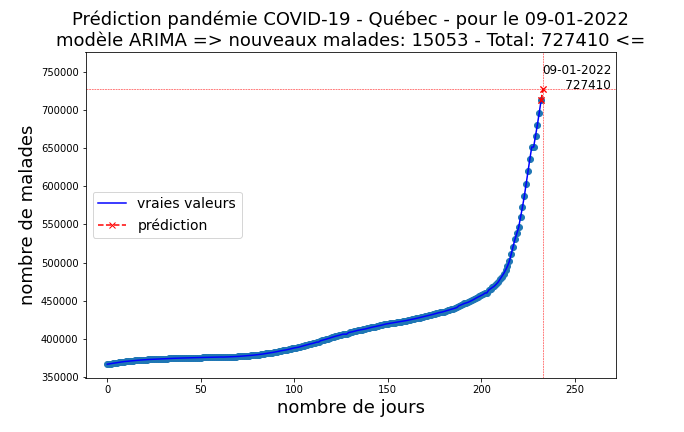 Prédiction pandémie COVID-19 - Québec - pour le 09-01-2022
modèle ARIMA => nouveaux malades: 15053 - Total: 727410 <=
09-01-2022
727410
750000
700000
650000
600000
550000
500000
450000
400000
350000
nombre de malades
vraies valeurs
prédiction
0
50
100
150
200
250
nombre de jours